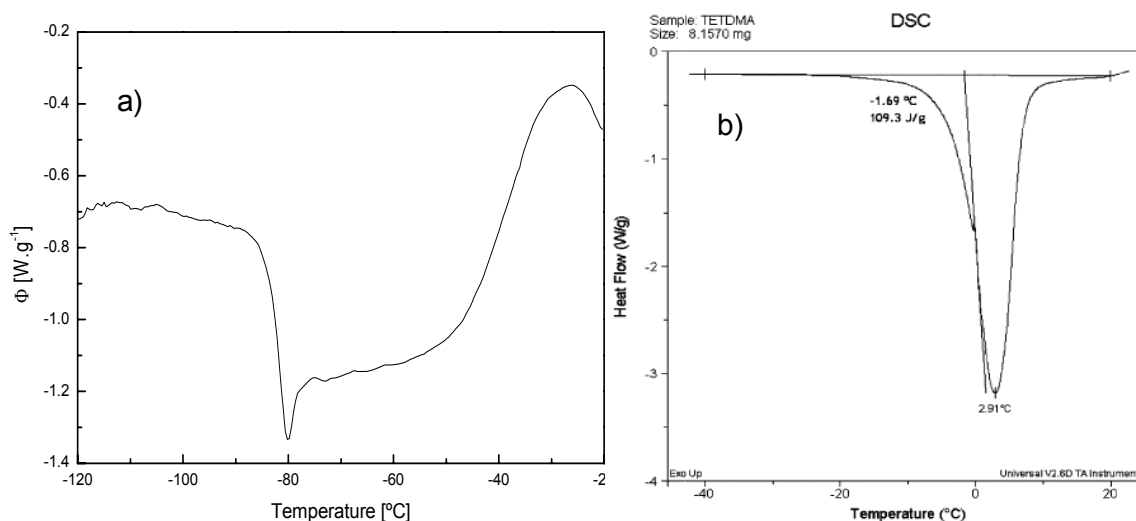 a)
-0.2
-0.4
-0.6
-0.8
-1.0
-1.2
-1.4
Φ [W.g-1)
-120
-100
-80
-60
-40
-2
Temperature [ºC]
Sample: TETDMA
Size: 8.1570 mg
DSC
b)
0
-1
-2
-3
-4
Heat Flow (W/g)
-1.69 °C
109.3 J/g
2.91°C
Exo Up
Universal V2.6D TA Instrument
-40
-20
0
20
Temperature (°C)